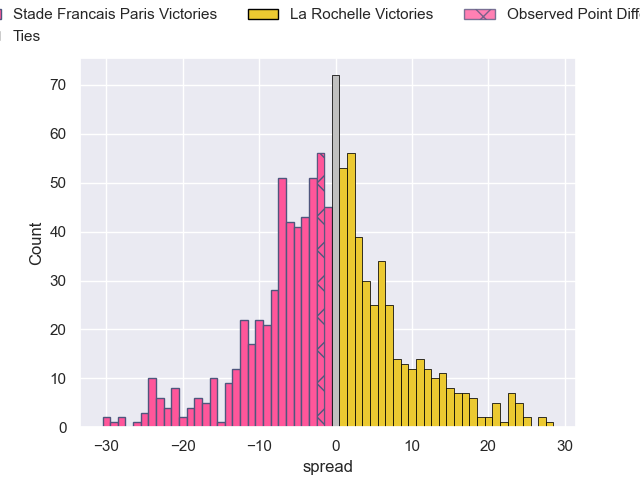 Stade Francais Paris Victories La Rochelle Victories Observed Point
Ties
70
60
50
40
30
20
10
0
Count
−30 −20 −10 0 10 20 30
spread